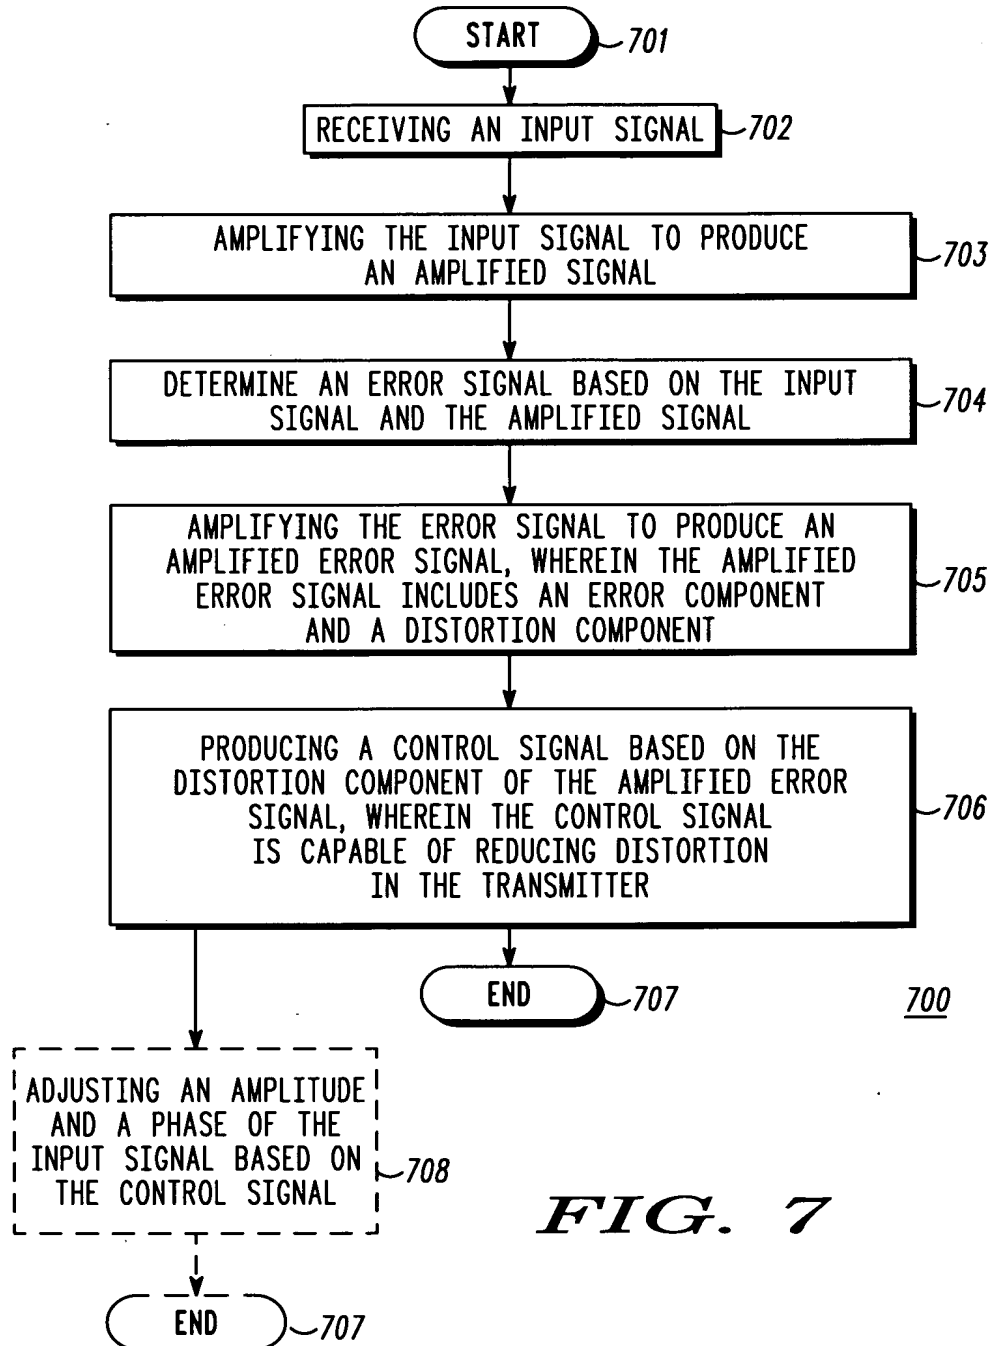 START
701
RECEIVING AN INPUT SIGNAL
702
AMPLIFYING THE INPUT SIGNAL TO PRODUCE
AN AMPLIFIED SIGNAL
703
DETERMINE AN ERROR SIGNAL BASED ON THE INPUT
SIGNAL AND THE AMPLIFIED SIGNAL
704
AMPLIFYING THE ERROR SIGNAL TO PRODUCE AN
AMPLIFIED ERROR SIGNAL, WHEREIN THE AMPLIFIED
ERROR SIGNAL INCLUDES AN ERROR COMPONENT
AND A DISTORTION COMPONENT
705
PRODUCING A CONTROL SIGNAL BASED ON THE
DISTORTION COMPONENT OF THE AMPLIFIED ERROR
SIGNAL, WHEREIN THE CONTROL SIGNAL
IS CAPABLE OF REDUCING DISTORTION
IN THE TRANSMITTER
706
END
707
700
ADJUSTING AN AMPLITUDE
AND A PHASE OF THE
INPUT SIGNAL BASED ON
THE CONTROL SIGNAL
708
FIG. 7
END
707